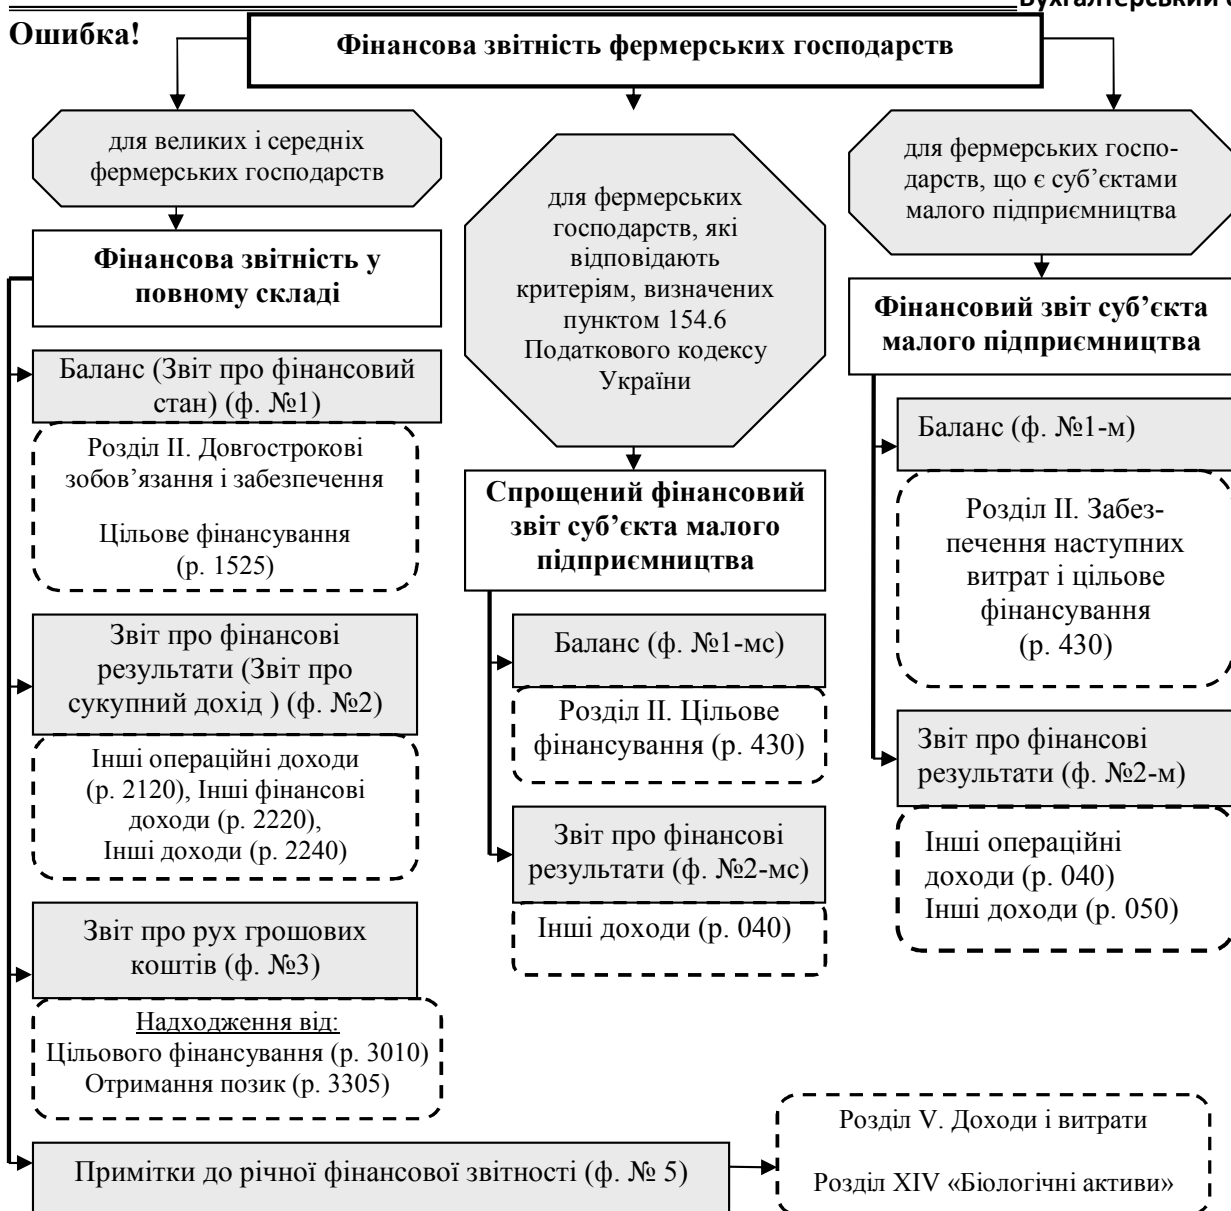 Бухгалтерський
Ошибка!
Фінансова звітність фермерських господарств
для великих і середніх
фермерських господарств
Фінансова звітність у
повному складі
Баланс (Звіт про фінансовий
стан) (ф. №1)
Розділ II. Довгострокові
зобов’язання і забезпечення
Цільове фінансування
(р. 1525)
Звіт про фінансові
результати (Звіт про
сукупний дохід ) (ф. №2)
Інші операційні доходи
(р. 2120), Інші фінансові
доходи (р. 2220),
Інші доходи (р. 2240)
Звіт про рух грошових
коштів (ф. №3)
Надходження від:
Цільового фінансування (р. 3010)
Отримання позик (р. 3305)
Примітки до річної фінансової звітності (ф. № 5)
Розділ V. Доходи і витрати
Розділ XIV «Біологічні активи»
для фермерських
господарств, які
відповідають
критеріям, визначених
пунктом 154.6
Податкового кодексу
України
Спрощений фінансовий
звіт суб’єкта малого
підприємництва
Баланс (ф. №1-мс)
Розділ II. Цільове
фінансування (р. 430)
Звіт про фінансові
результати (ф. №2-мс)
Інші доходи (р. 040)
для фермерських госпо-
дарств, що є суб’єктами
малого підприємництва
Фінансовий звіт суб’єкта
малого підприємництва
Баланс (ф. №1-м)
Розділ II. Забез-
печення наступних
витрат і цільове
фінансування
(р. 430)
Звіт про фінансові
результати (ф. №2-м)
Інші операційні
доходи (р. 040)
Інші доходи (р. 050)